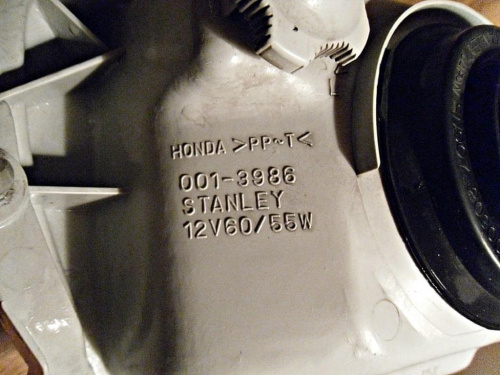 HONDA >PP-T<
001-3986
STANLEY
12V60/55W